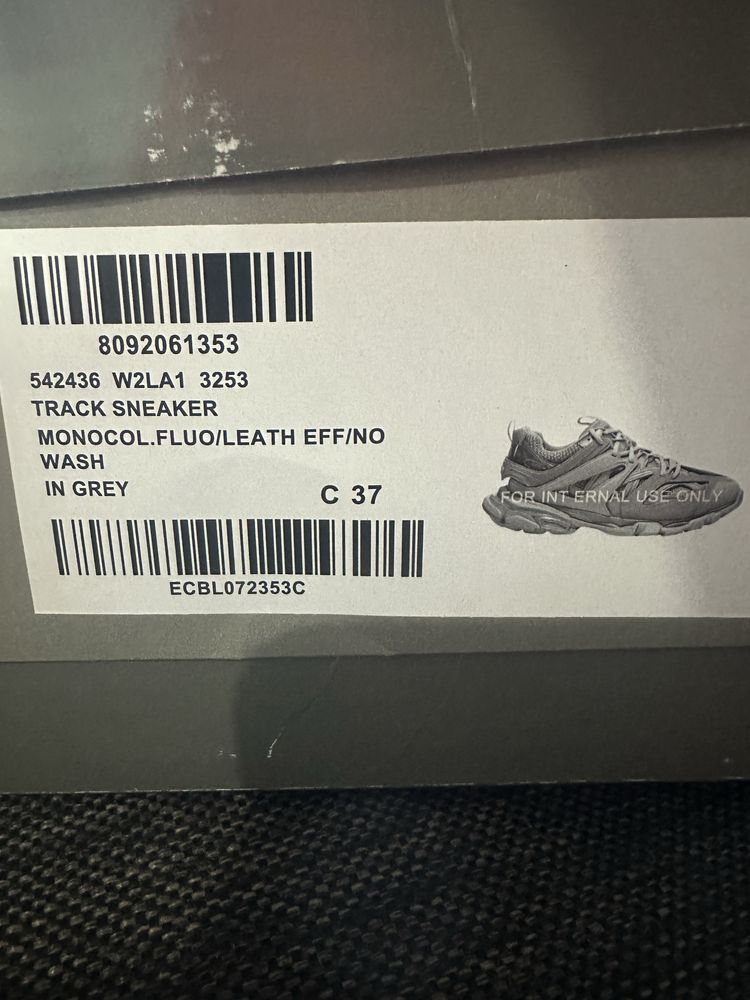 8092061353
542436 W2LA1 3253
TRACK SNEAKER
MONOCOL.FLUO/LEATH EFF/NO
WASH
IN GREY
C 37
FOR INT ERNAL USE ONLY
ECBL072353C